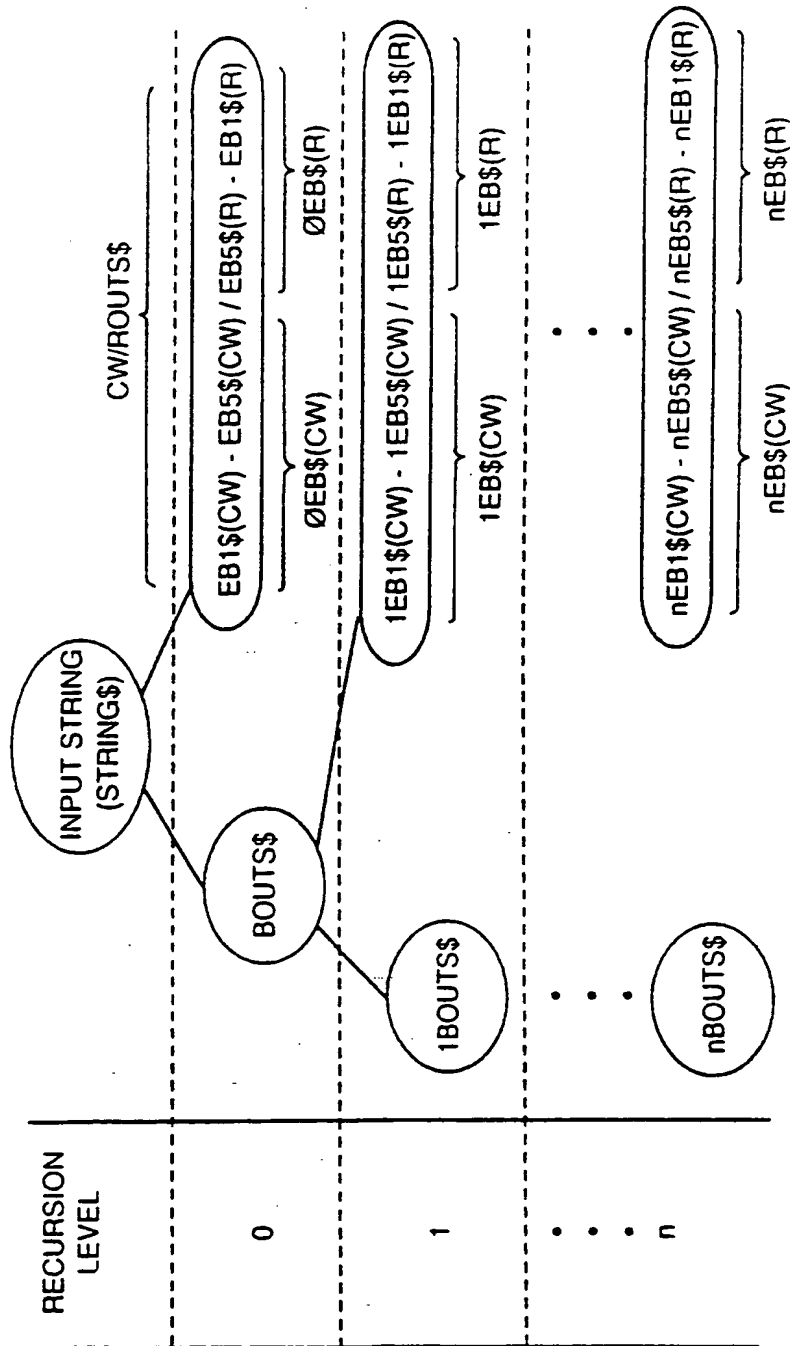 RECURSION
LEVEL
INPUT STRING
(STRING$)
CW/ROUTS$
0
BOUTS$
EB1$(CW) - EB5$(CW) / EB5$(R) - EB1$(R)
ØEB$(CW)
ØEB$(R)
1
1BOUTS$
1EB1$(CW) - 1EB5$(CW) / 1EB5$(R) - 1EB1$(R)
1EB$(CW)
1EB$(R)
n
nBOUTS$
nEB1$(CW) - nEB5$(CW) / nEB5$(R) - nEB1$(R)
nEB$(CW)
nEB$(R)